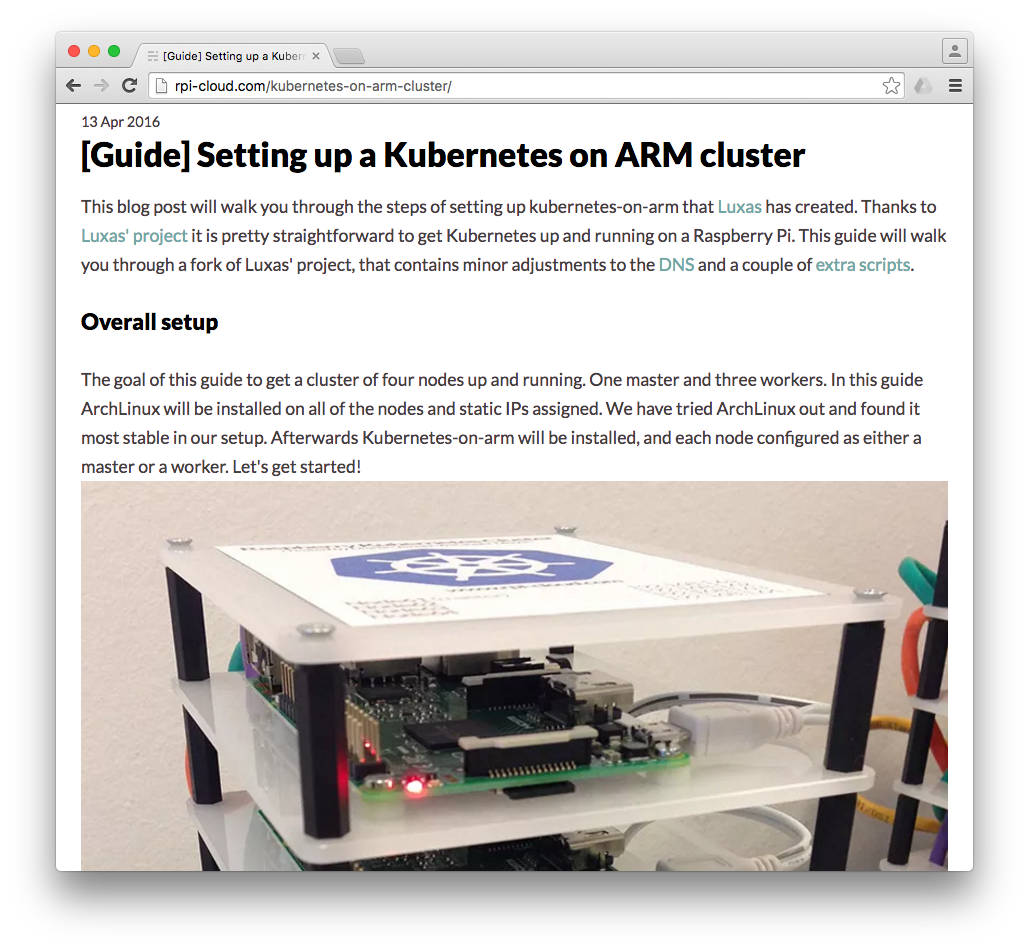 [Guide] Setting up a Kuber
rpi-cloud.com/kubernetes-on-arm-cluster/
13 Apr 2016
[Guide] Setting up a Kubernetes on ARM cluster
This blog post will walk you through the steps of setting up kubernetes-on-arm that Luxas has created. Thanks to
Luxas' project it is pretty straightforward to get Kubernetes up and running on a Raspberry Pi. This guide will walk
you through a fork of Luxas' project, that contains minor adjustments to the DNS and a couple of extra scripts.
Overall setup
The goal of this guide to get a cluster of four nodes up and running. One master and three workers. In this guide
ArchLinux will be installed on all of the nodes and static IPs assigned. We have tried ArchLinux out and found it
most stable in our setup. Afterwards Kubernetes-on-arm will be installed, and each node configured as either a
master or a worker. Let's get started!
Raspberry Kubernetes Cluster
www.rpi-cloud.com